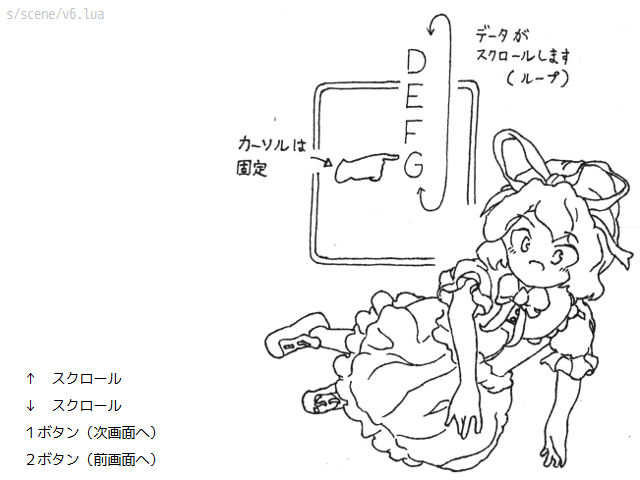 s/scene/v6.lua
データが
スクロールします
(ループ)
D
E
F
G
カーソルは
固定
↑　スクロール
↓　スクロール
１ボタン（次画面へ）
２ボタン（前画面へ）